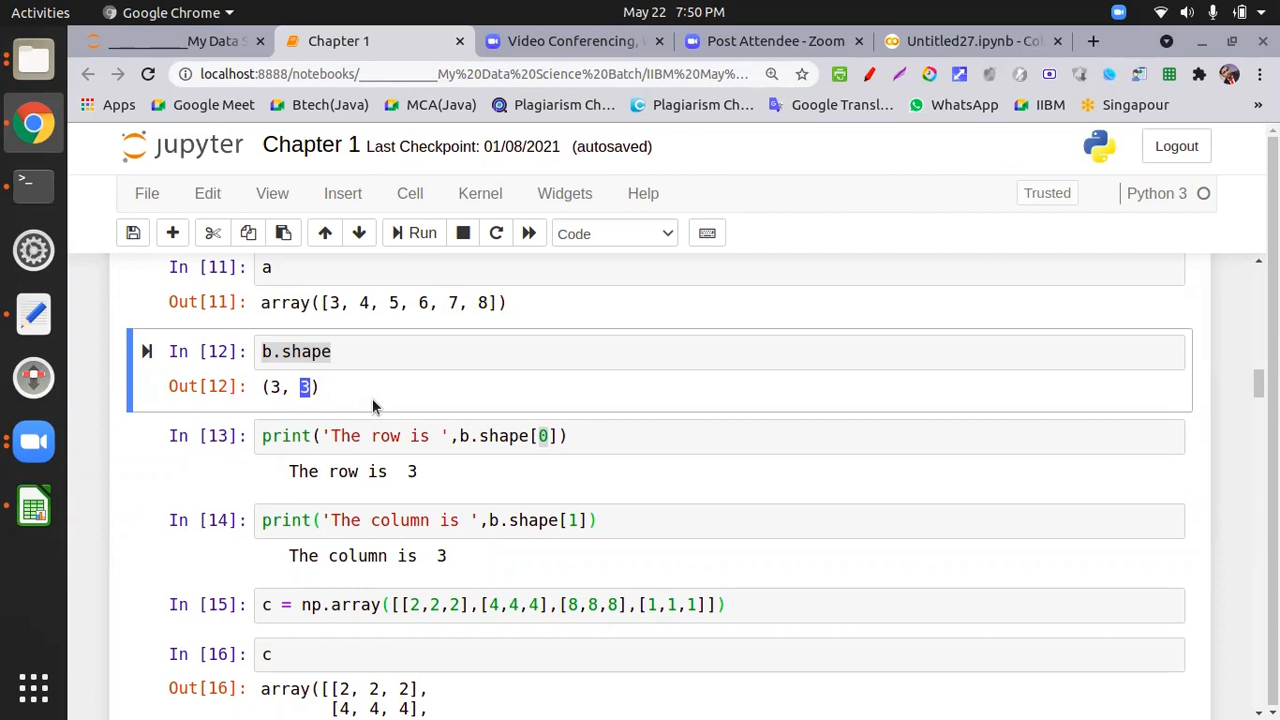 Activities
Google Chrome
May 22 7:50 PM
My Data S
Chapter 1
Video Conferencing, W
Post Attendee - Zoom
Untitled27.ipynb - Col
localhost:8888/notebooks/__________My%20Data%20Science%20Batch/IIBM%20May%...
Apps
Google Meet
Btech(Java)
MCA(Java)
Plagiarism Ch...
Widecard Ch...
Google Transl...
WhatsApp
IIBM
Singapour
»
jupyter
Chapter 1 Last Checkpoint: 01/08/2021 (autosaved)
Logout
File Edit View Insert Cell Kernel Widgets Help
Trusted
Python 3
Run
Code
In [11]: a
Out[11]: array([3, 4, 5, 6, 7, 8])
In [12]: b.shape
Out[12]: (3, 3)
In [13]: print('The row is ',b.shape[0])
The row is  3
In [14]: print('The column is ',b.shape[1])
The column is  3
In [15]: c = np.array([[2,2,2],[4,4,4],[8,8,8],[1,1,1]])
In [16]: c
Out[16]: array([[2, 2, 2],
[4, 4, 4],